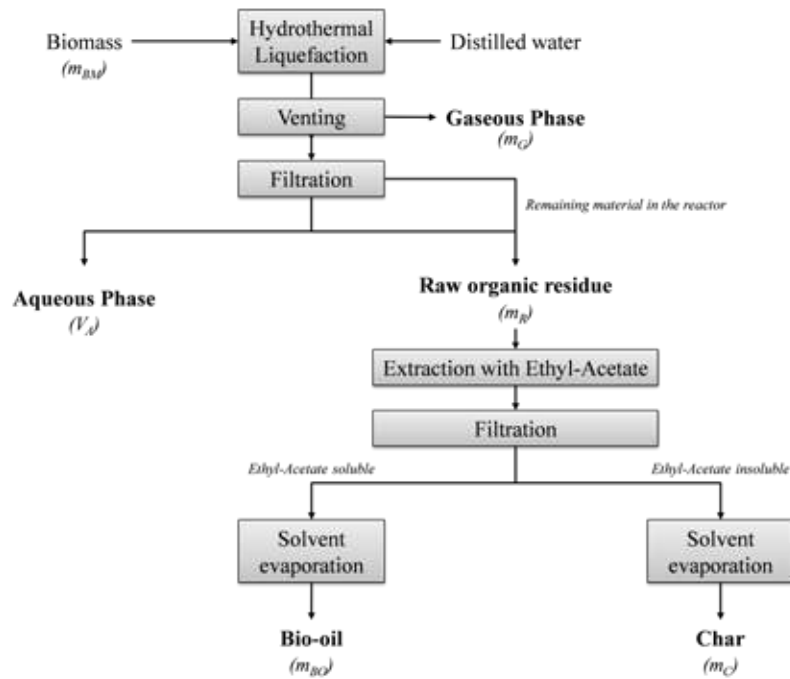 Biomass
(m_BM)
Hydrothermal
Liquefaction
Distilled water
Venting
Gaseous Phase
(m_G)
Filtration
Remaining material in the reactor
Aqueous Phase
(V_A)
Raw organic residue
(m_R)
Extraction with Ethyl-Acetate
Filtration
Ethyl-Acetate soluble
Ethyl-Acetate insoluble
Solvent
evaporation
Solvent
evaporation
Bio-oil
(m_BO)
Char
(m_C)